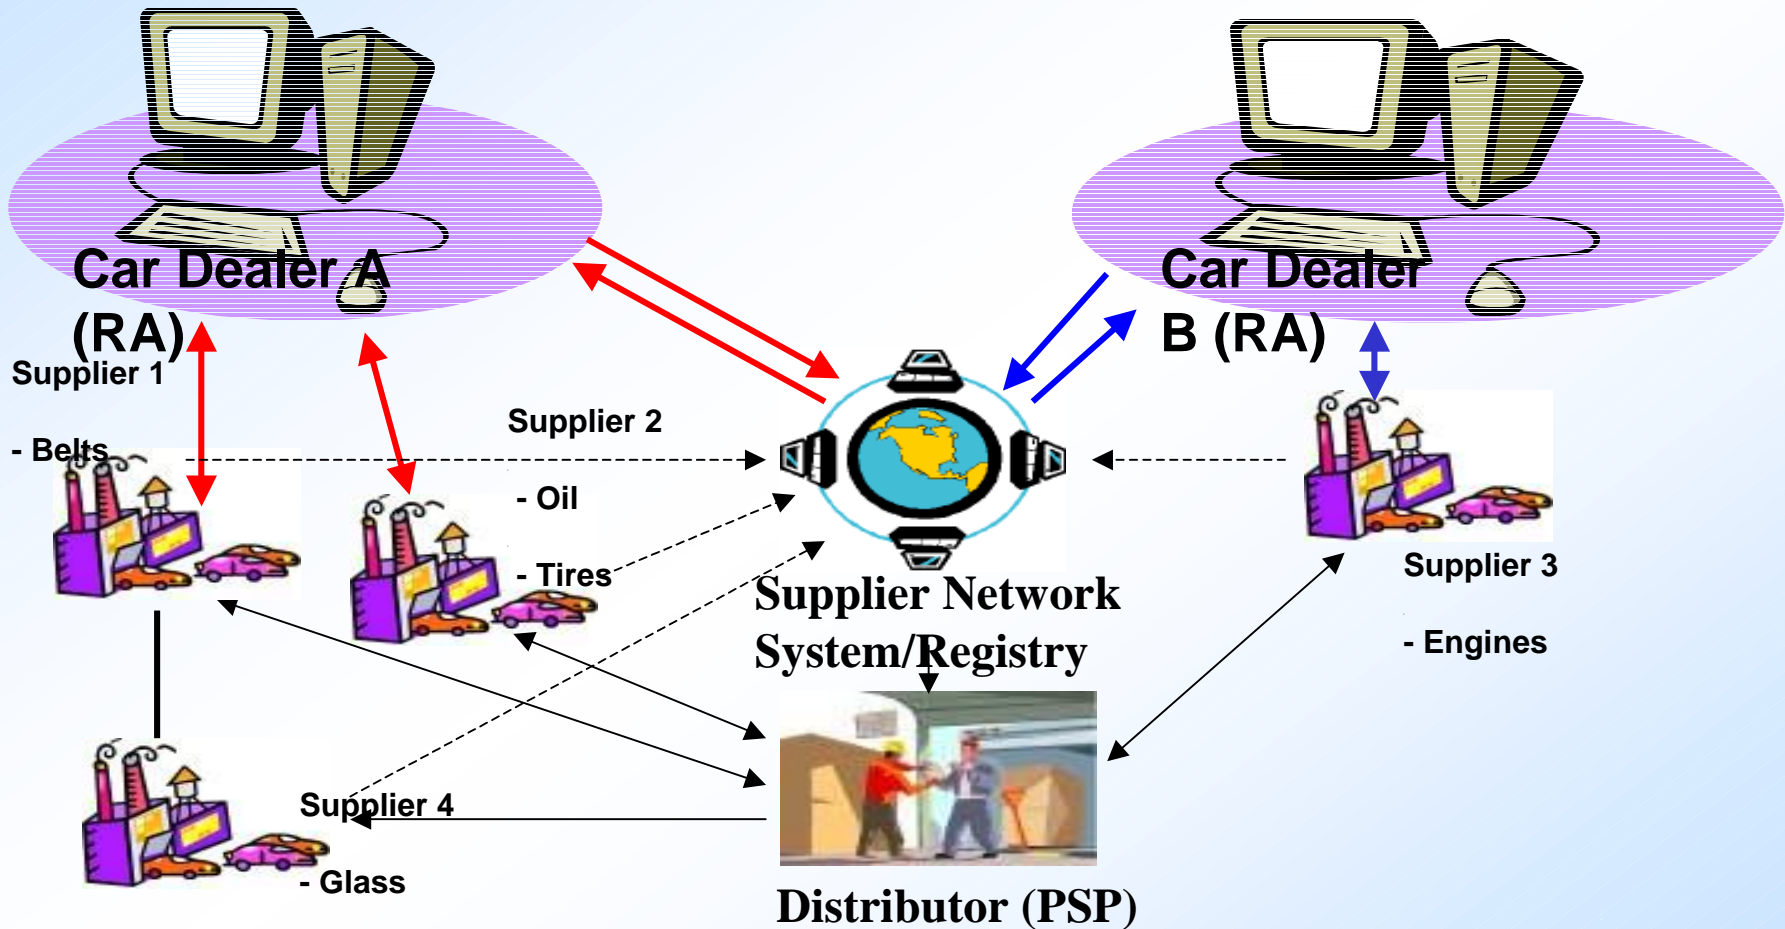 Car Dealer A
(RA)
Car Dealer
B (RA)
Supplier 1
- Belts
Supplier 2
- Oil
- Tires
Supplier Network
System/Registry
Supplier 3
- Engines
Supplier 4
- Glass
Distributor (PSP)